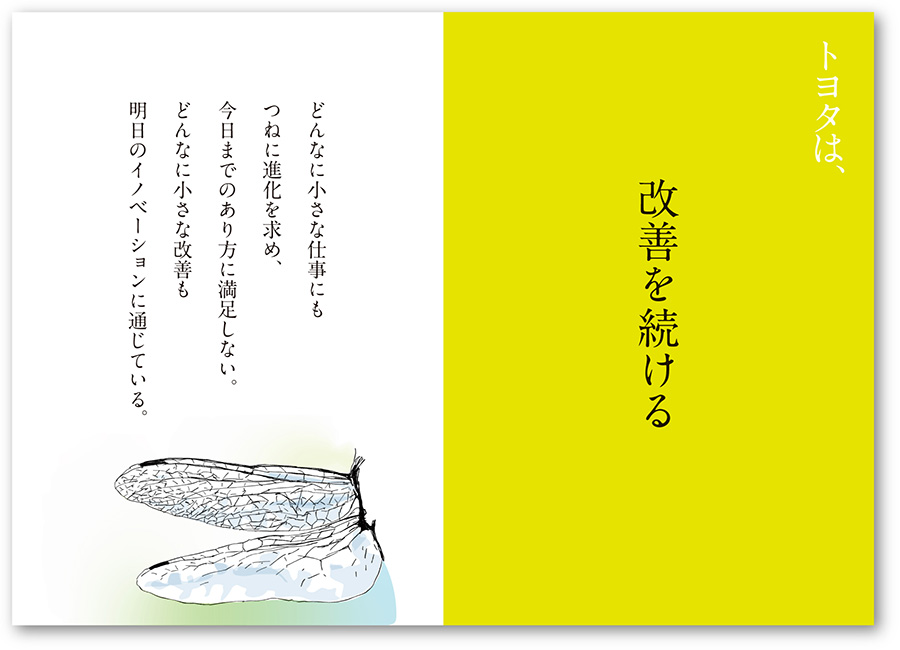 トヨタは、
改善を続ける
どんなに小さな仕事にも
つねに進化を求め、
今日までのあり方に満足しない。
どんなに小さな改善も
明日のイノベーションに通じている。